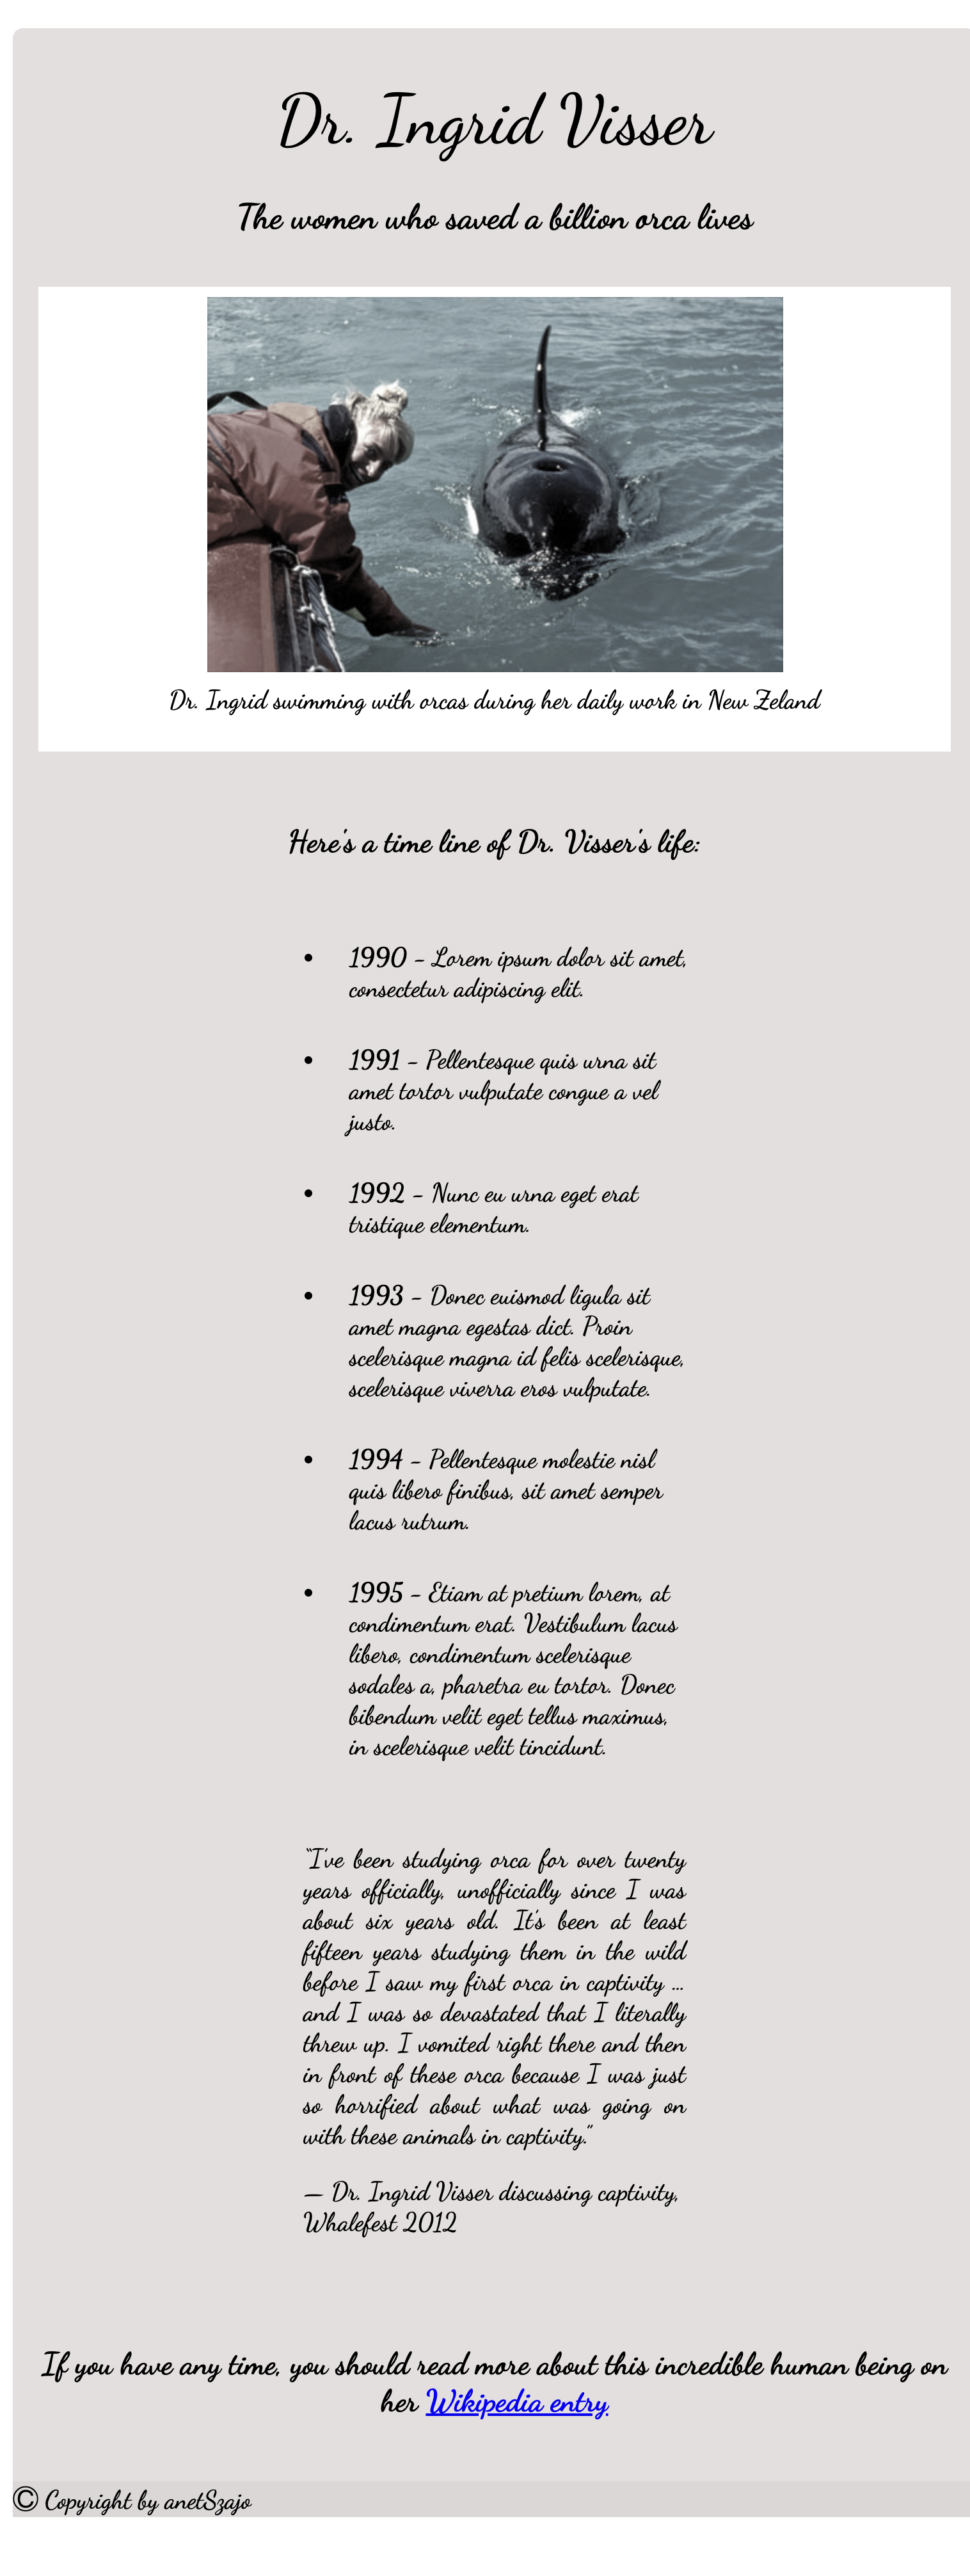 Dr. Ingrid Visser
The women who saved a billion orca lives
Dr. Ingrid swimming with orcas during her daily work in New Zeland
Here's a time line of Dr. Visser's life:
• 1990 - Lorem ipsum dolor sit amet,
consectetur adipiscing elit.
• 1991 - Pellentesque quis urna sit
amet tortor vulputate congue a vel
justo.
• 1992 - Nunc eu urna eget erat
tristique elementum.
• 1993 - Donec euismod ligula sit
amet magna egestas dict. Proin
scelerisque magna id felis scelerisque,
scelerisque viverra eros vulputate.
• 1994 - Pellentesque molestie nisl
quis libero finibus, sit amet semper
lacus rutrum.
• 1995 - Etiam at pretium lorem, at
condimentum erat. Vestibulum lacus
libero, condimentum scelerisque
sodales a, pharetra eu tortor. Donec
bibendum velit eget tellus maximus,
in scelerisque velit tincidunt.
“I’ve been studying orca for over twenty
years officially, unofficially since I was
about six years old. It’s been at least
fifteen years studying them in the wild
before I saw my first orca in captivity …
and I was so devastated that I literally
threw up. I vomited right there and then
in front of these orca because I was just
so horrified about what was going on
with these animals in captivity.”
— Dr. Ingrid Visser discussing captivity,
Whalefest 2012
If you have any time, you should read more about this incredible human being on
her Wikipedia entry
© Copyright by anetSzajo